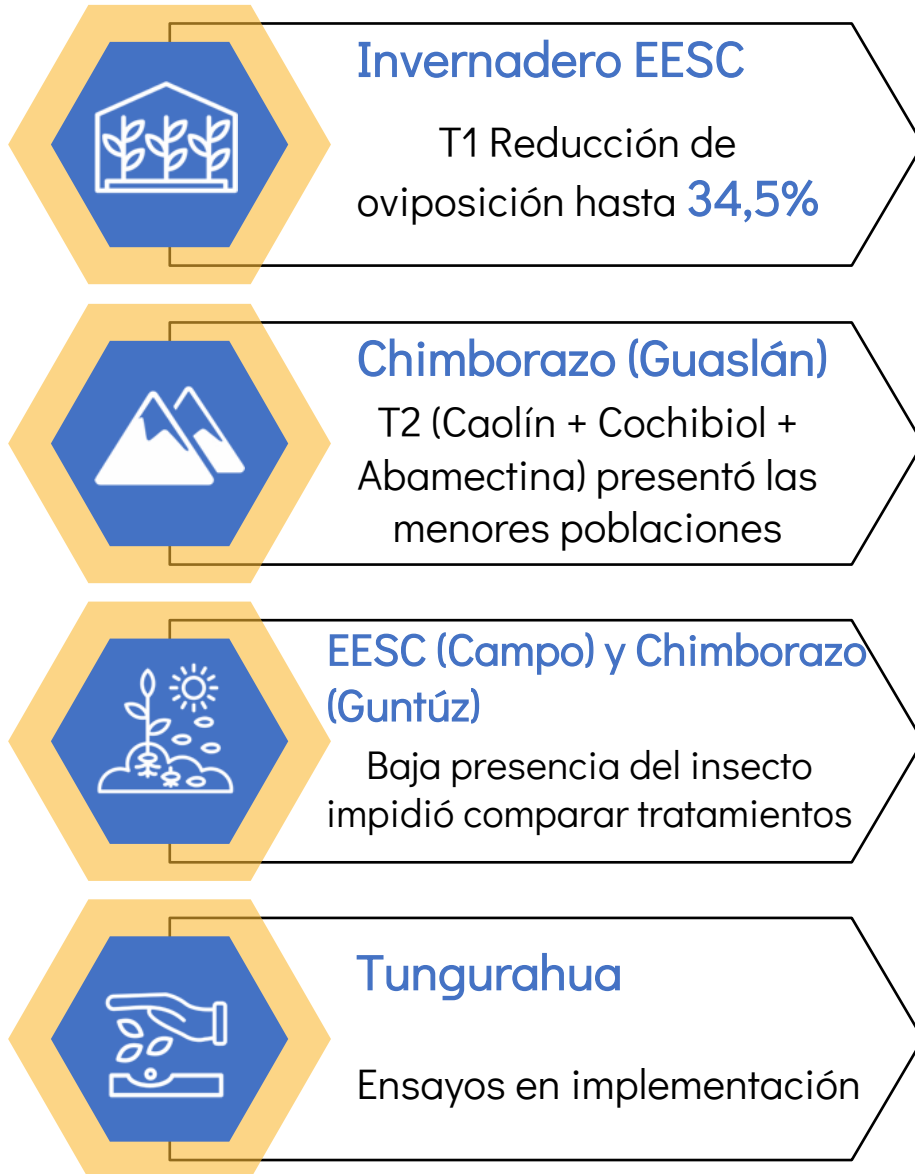 Invernadero EESC
T1 Reducción de
oviposición hasta 34,5%
Chimborazo (Guaslán)
T2 (Caolín + Cochibiol +
Abamectina) presentó las
menores poblaciones
EESC (Campo) y Chimborazo
(Guntúz)
Baja presencia del insecto
impidió comparar tratamientos
Tungurahua
Ensayos en implementación